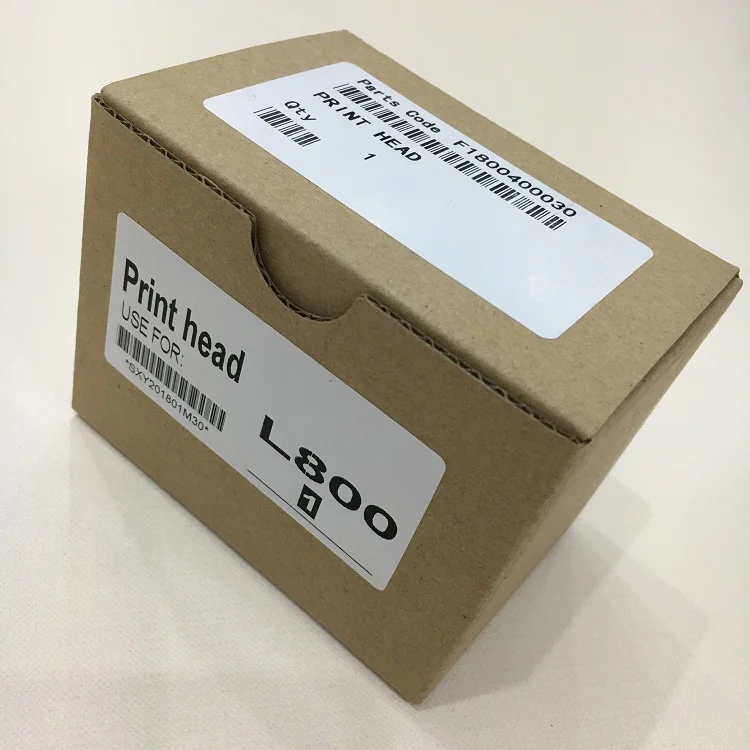 Parts Code F1800400030
PRINT HEAD
Qty 1
Print head
USE FOR:
*SXY201801M30*
L800
1